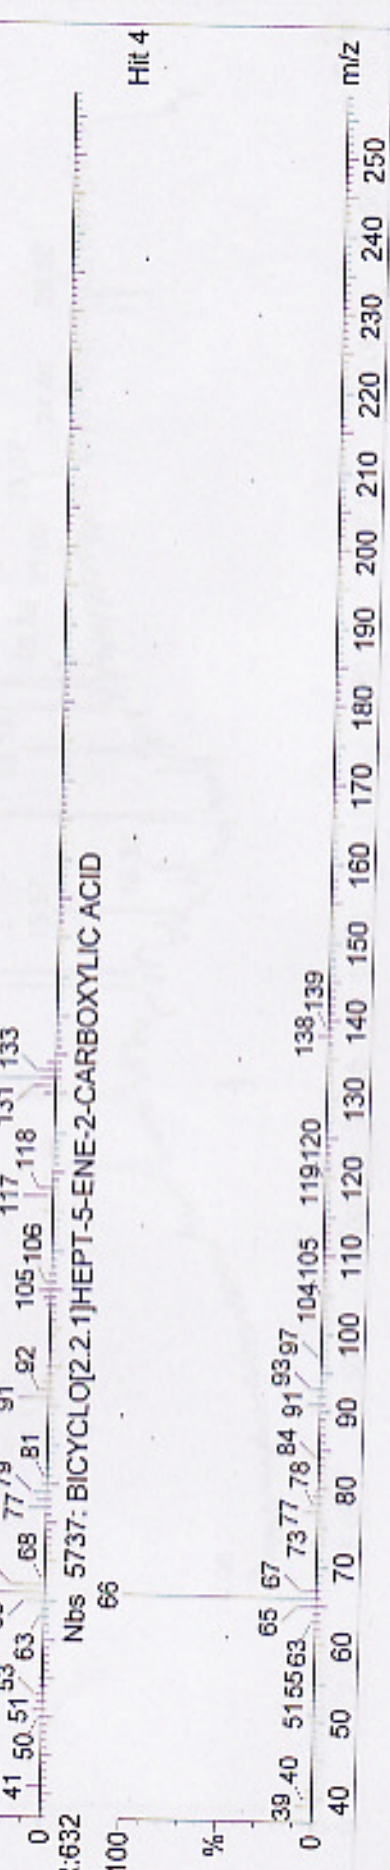 41 50 51 53 63 68 77 79 81 91 92 105 106 117 118 131 133
0
:632 Nbs 5737: BICYCLO[2.2.1]HEPT-5-ENE-2-CARBOXYLIC ACID Hit 4
100
66
%
39 40 51 55 63 65 67 73 77 78 84 91 93 97 104 105 119 120 138 139
0
m/z
40 50 60 70 80 90 100 110 120 130 140 150 160 170 180 190 200 210 220 230 240 250